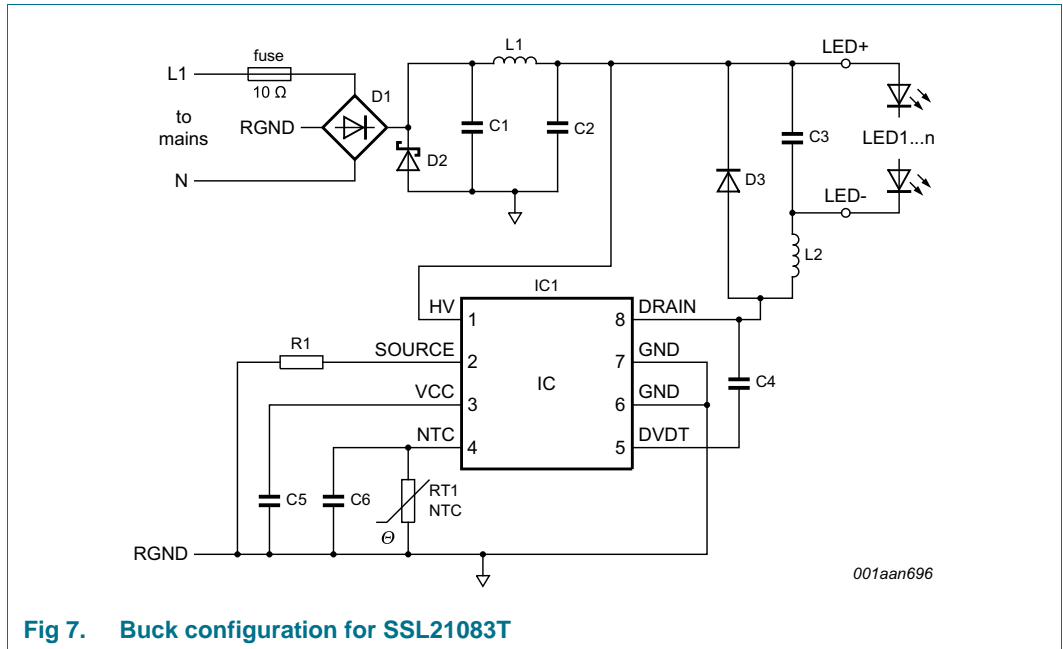 L1
fuse
10 Ω
to
mains
RGND
N
D1
D2
C1
L1
C2
D3
C3
LED+
LED1...n
LED-
L2
IC1
HV
1
SOURCE
2
VCC
3
NTC
4
IC
8
DRAIN
7
GND
6
GND
5
DVDT
C4
R1
C5
C6
RT1
NTC
Θ
RGND
001aan696
Fig 7. Buck configuration for SSL21083T